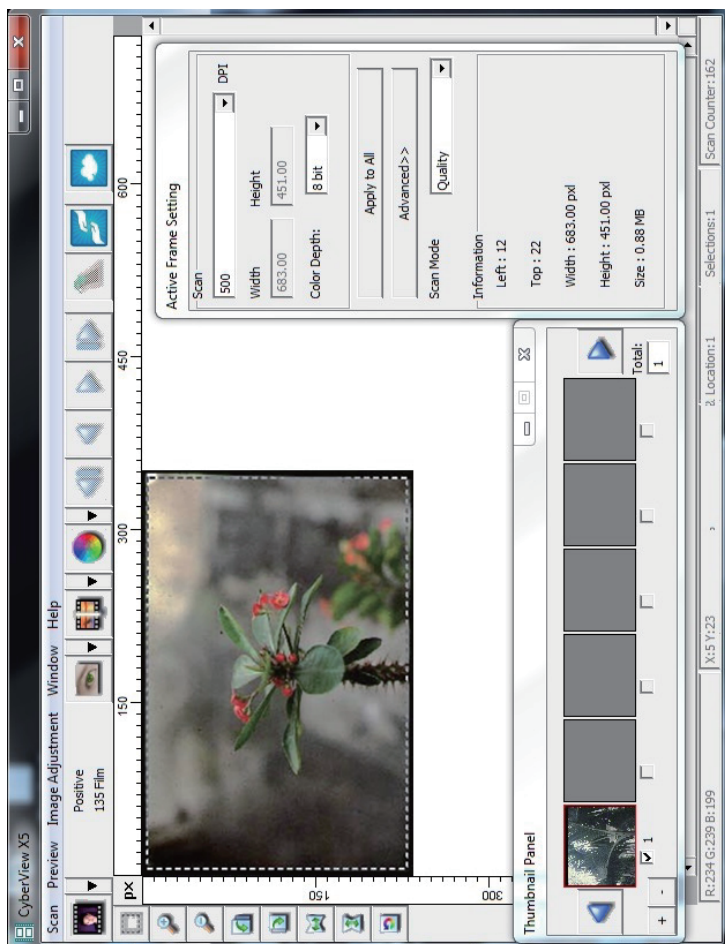 CyberView X5
Scan Preview Image Adjustment Window Help
Positive
135 Film
px
150
300
450
600
150
300
Active Frame Setting
Scan
500 DPI
Width Height
683.00 451.00
Color Depth: 8 bit
Apply to All
Advanced>>
Scan Mode
Quality
Information
Left : 12
Top : 22
Width : 683.00 pxl
Height : 451.00 pxl
Size : 0.88 MB
Thumbnail Panel
1
Total:
1
+ -
R:234 G:239 B:199
X:5 Y:23
2. Location:1
Selections:1
Scan Counter:162